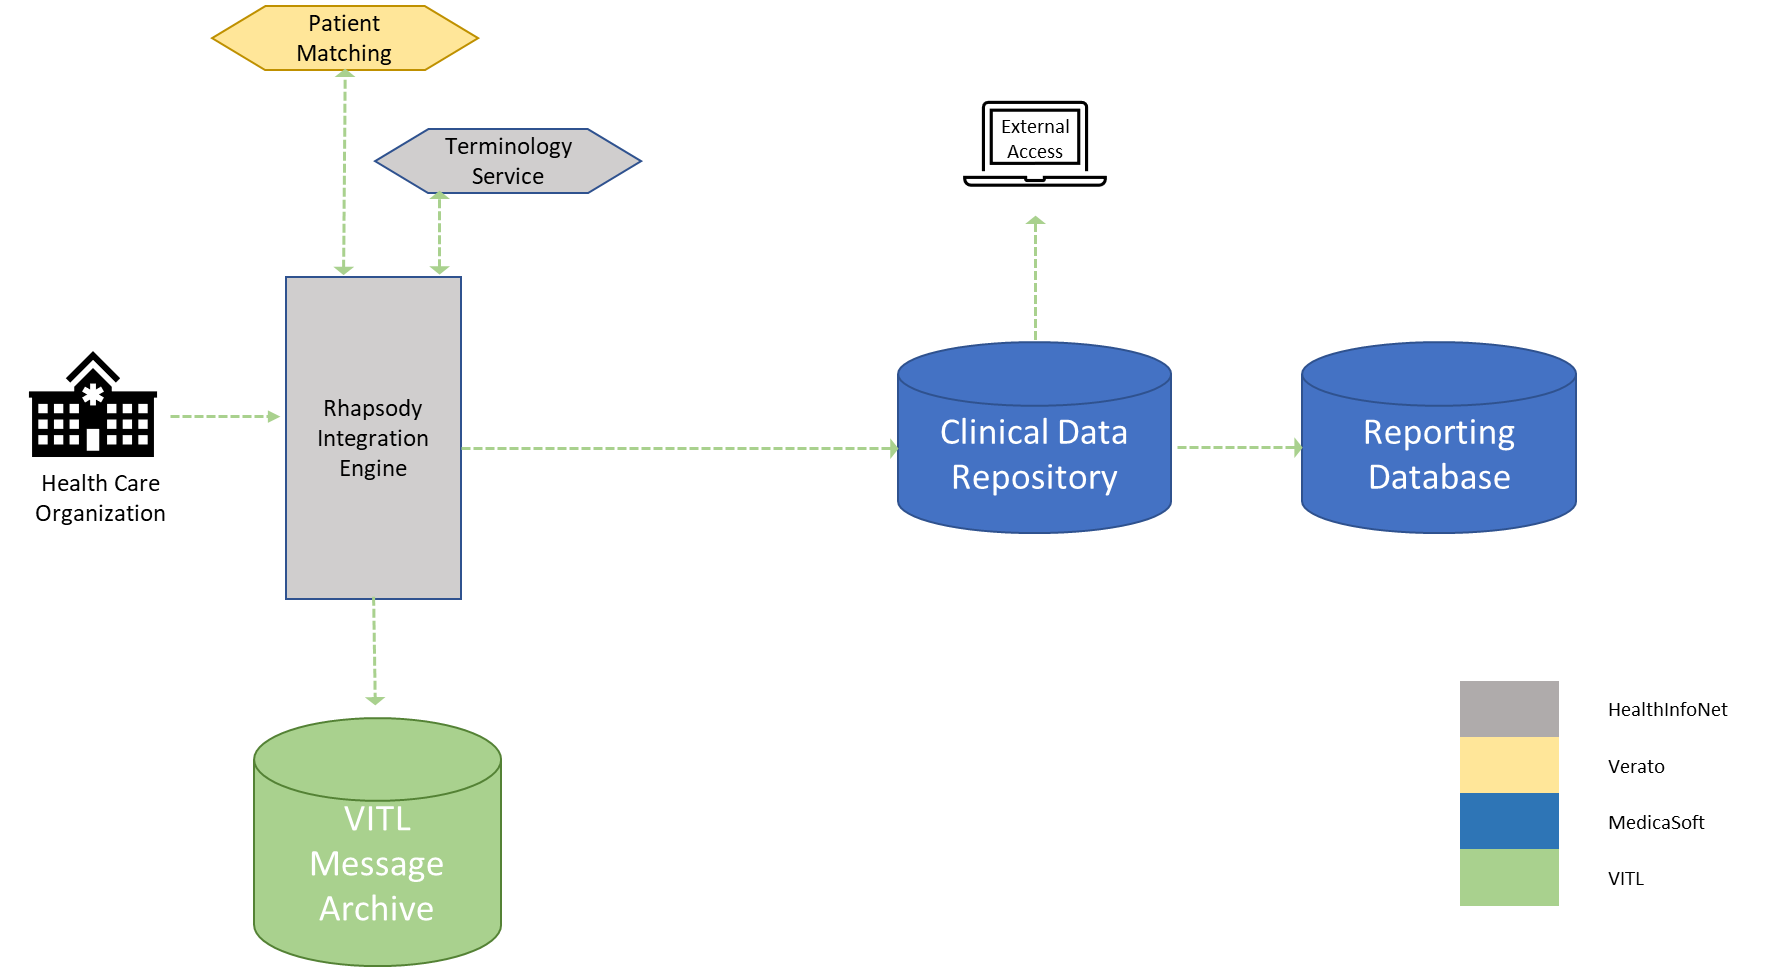 Patient
Matching
Terminology
Service
External
Access
Rhapsody
Integration
Engine
Health Care
Organization
Clinical Data
Repository
Reporting
Database
VITL
Message
Archive
HealthInfoNet
Verato
MedicaSoft
VITL